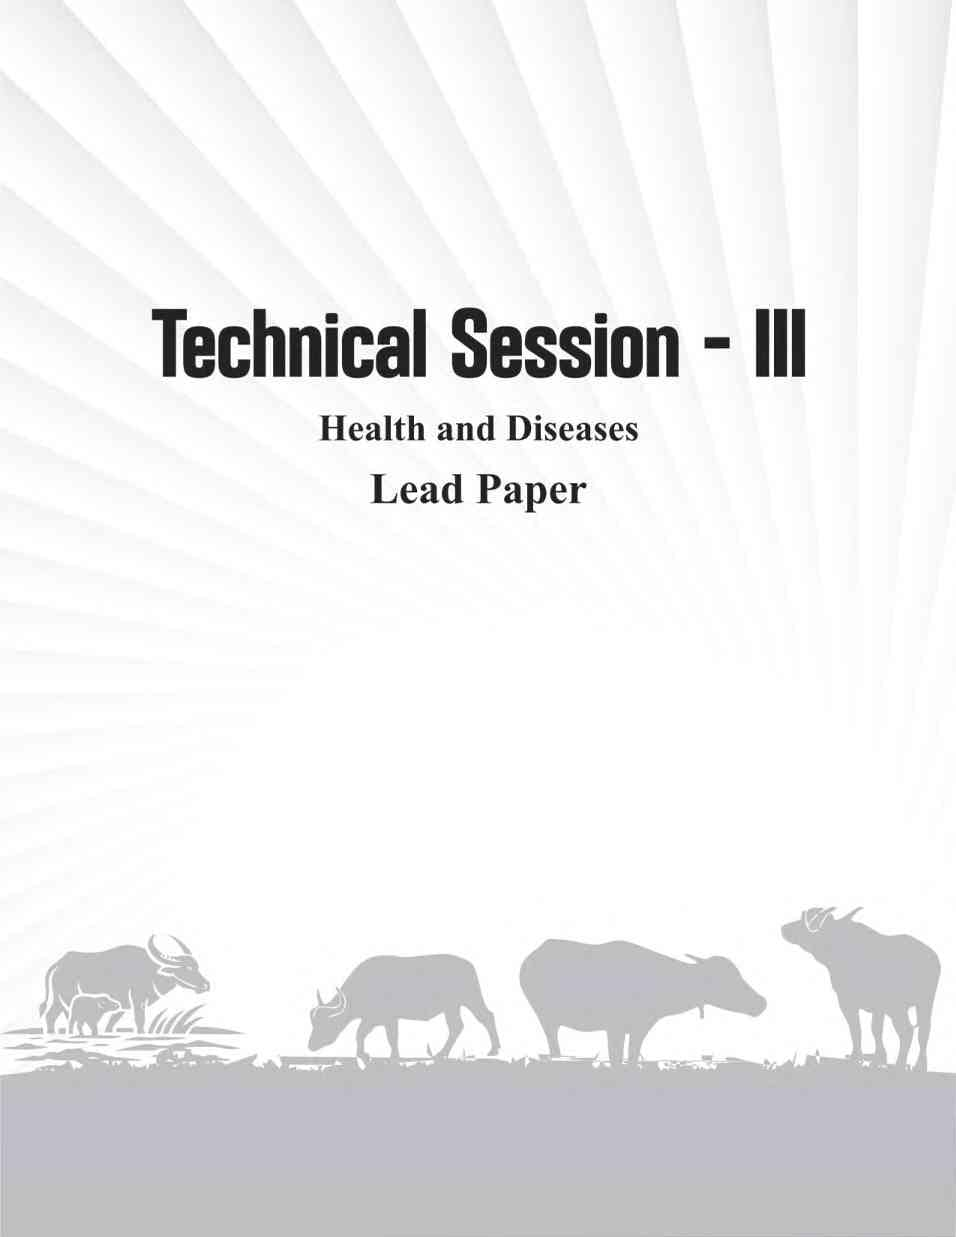 Technical Session - III
Health and Diseases
Lead Paper